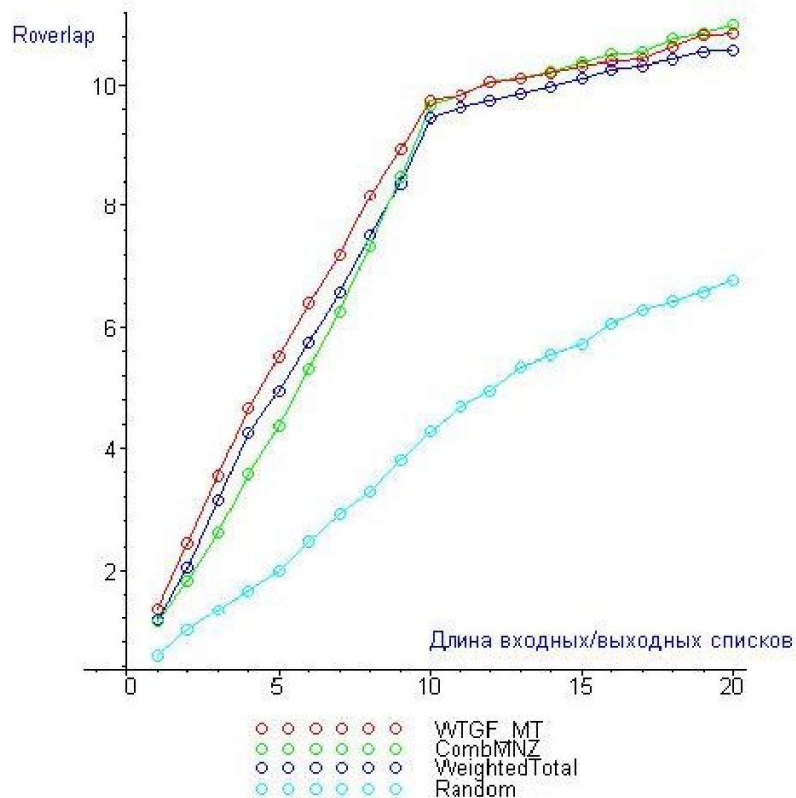 Roverlap
10
8
6
4
2
Длина входных/выходных списков
0 5 10 15 20
WTGF_MT
CombMNZ
WeightedTotal
Random